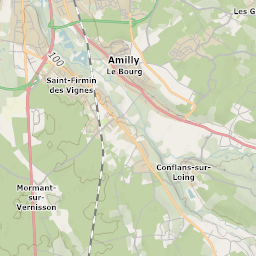 Les G
Amilly
Le Bourg
100
Saint-Firmin
des Vignes
Conflans-sur-
Loing
Mormant-
sur-
Vernisson